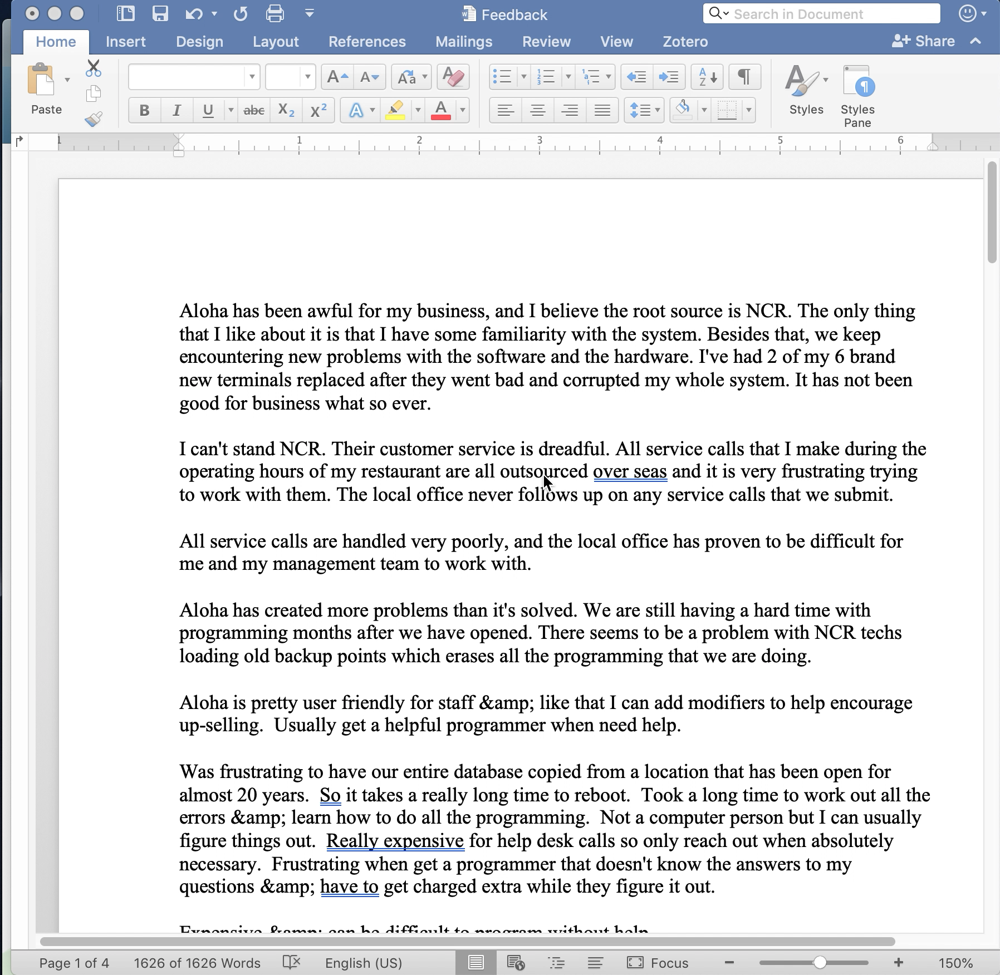 Feedback
Search in Document
Home Insert Design Layout References Mailings Review View Zotero Share
Paste
Aa
A
Z
B I U abc X2 X2 A A
Styles
Styles
Pane
1 1 2 3 4 5 6
Aloha has been awful for my business, and I believe the root source is NCR. The only thing
that I like about it is that I have some familiarity with the system. Besides that, we keep
encountering new problems with the software and the hardware. I've had 2 of my 6 brand
new terminals replaced after they went bad and corrupted my whole system. It has not been
good for business what so ever.
I can't stand NCR. Their customer service is dreadful. All service calls that I make during the
operating hours of my restaurant are all outsourced over seas and it is very frustrating trying
to work with them. The local office never follows up on any service calls that we submit.
All service calls are handled very poorly, and the local office has proven to be difficult for
me and my management team to work with.
Aloha has created more problems than it's solved. We are still having a hard time with
programming months after we have opened. There seems to be a problem with NCR techs
loading old backup points which erases all the programming that we are doing.
Aloha is pretty user friendly for staff &amp; like that I can add modifiers to help encourage
up-selling.  Usually get a helpful programmer when need help.
Was frustrating to have our entire database copied from a location that has been open for
almost 20 years.  So it takes a really long time to reboot.  Took a long time to work out all the
errors &amp; learn how to do all the programming.  Not a computer person but I can usually
figure things out.  Really expensive for help desk calls so only reach out when absolutely
necessary.  Frustrating when get a programmer that doesn't know the answers to my
questions &amp; have to get charged extra while they figure it out.
Expensive &amp; can be difficult to program without help
Page 1 of 4 1626 of 1626 Words English (US) Focus 150%